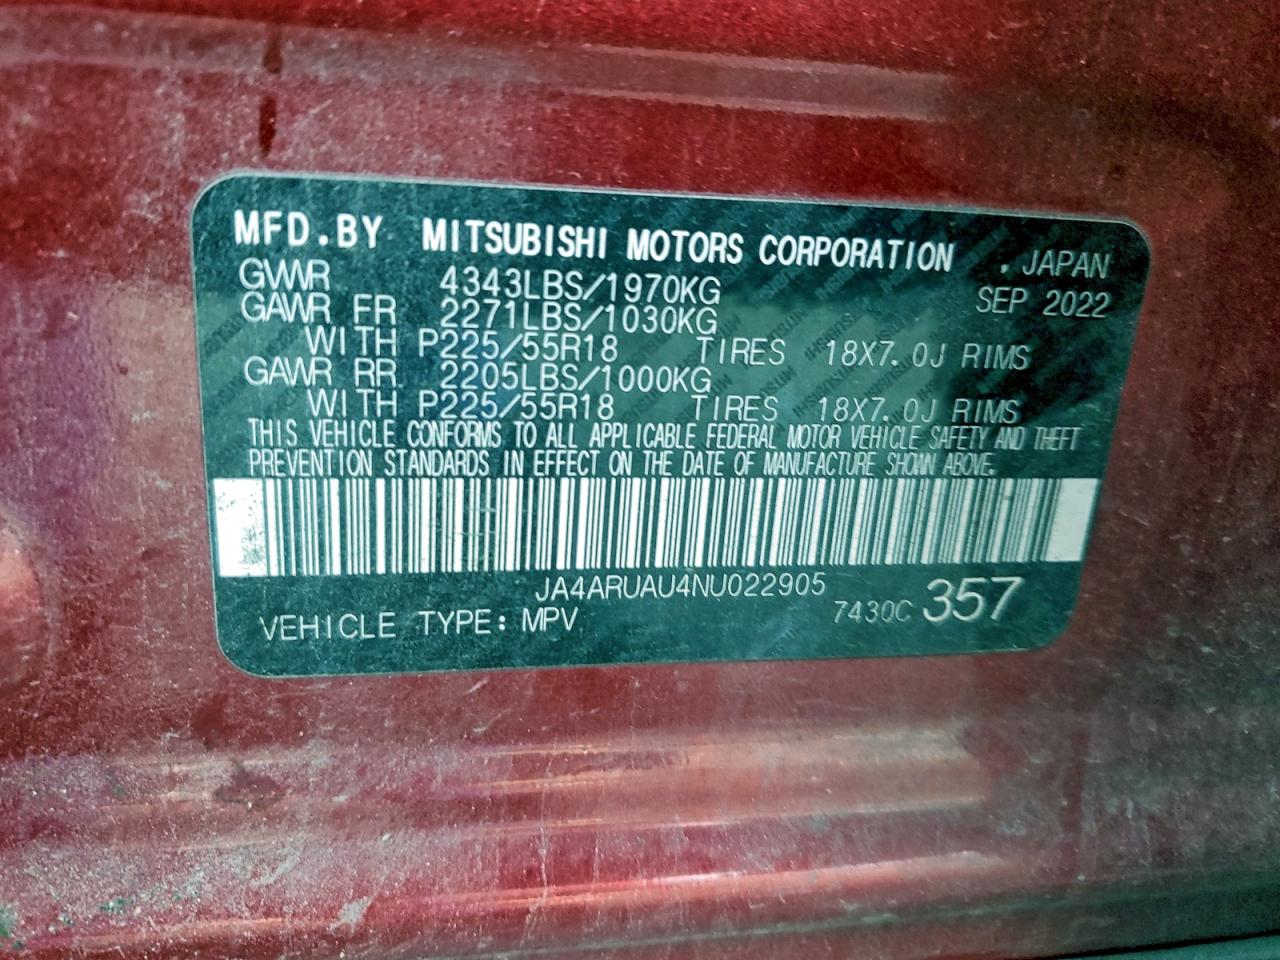 MFD.BY MITSUBISHI MOTORS CORPORATION . JAPAN
GVWR 4343LBS/1970KG SEP 2022
GAWR FR 2271LBS/1030KG
WITH P225/55R18 TIRES 18X7.0J RIMS
GAWR RR 2205LBS/1000KG
WITH P225/55R18 TIRES 18X7.0J RIMS
THIS VEHICLE CONFORMS TO ALL APPLICABLE FEDERAL MOTOR VEHICLE SAFETY AND THEFT
PREVENTION STANDARDS IN EFFECT ON THE DATE OF MANUFACTURE SHOWN ABOVE.
JA4ARUAU4NU022905
VEHICLE TYPE: MPV 7430C 357